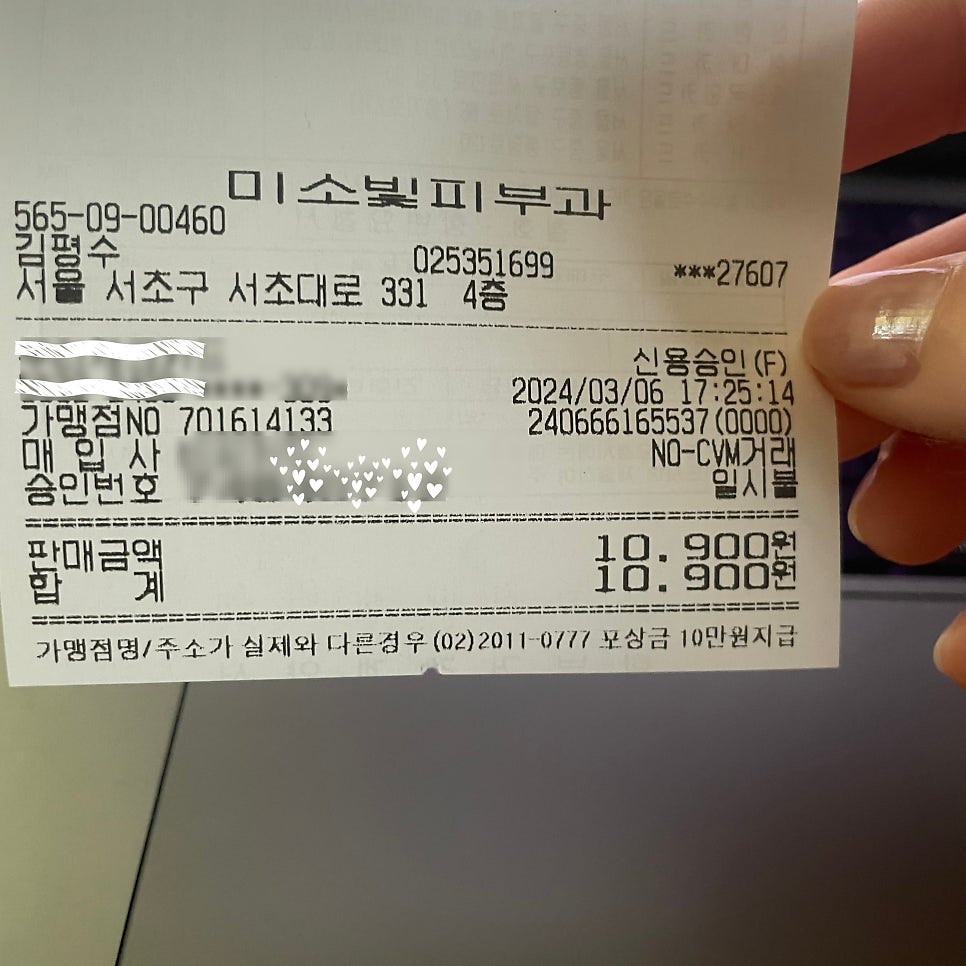 미소빛피부과
565-09-00460
김평수 025351699 ***27607
서울 서초구 서초대로 331 4층
신용승인(F)
2024/03/06 17:25:14
가맹점NO 701614133 240666165537(0000)
매 입 사 NO-CVM거래
승인번호 일시불
판매금액 10.900원
합 계 10.900원
가맹점명/주소가 실제와 다른경우(02)2011-0777 포상금 10만원지급